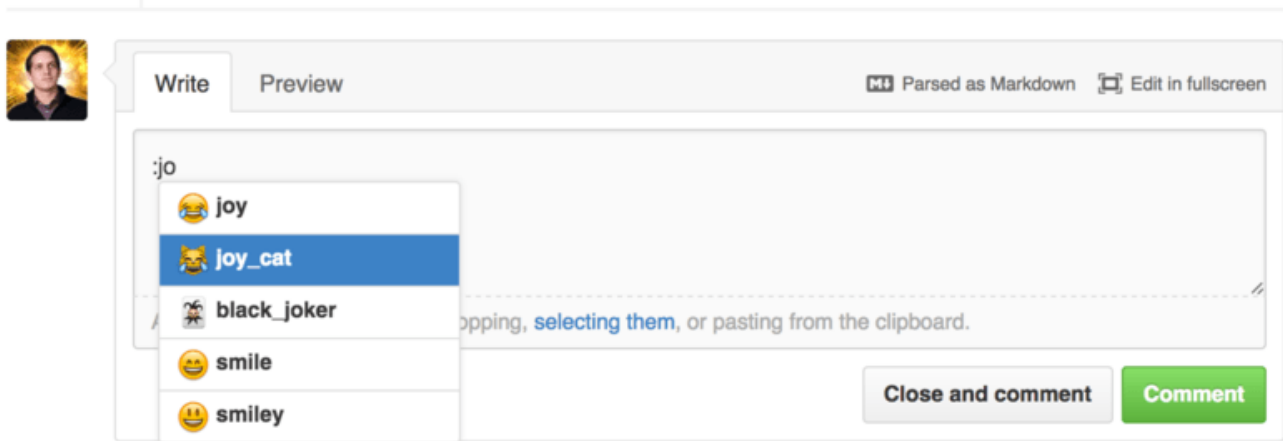 Write Preview Parsed as Markdown Edit in fullscreen
:jo
joy
joy_cat
black_joker
opping, selecting them, or pasting from the clipboard.
smile
smiley
Close and comment Comment